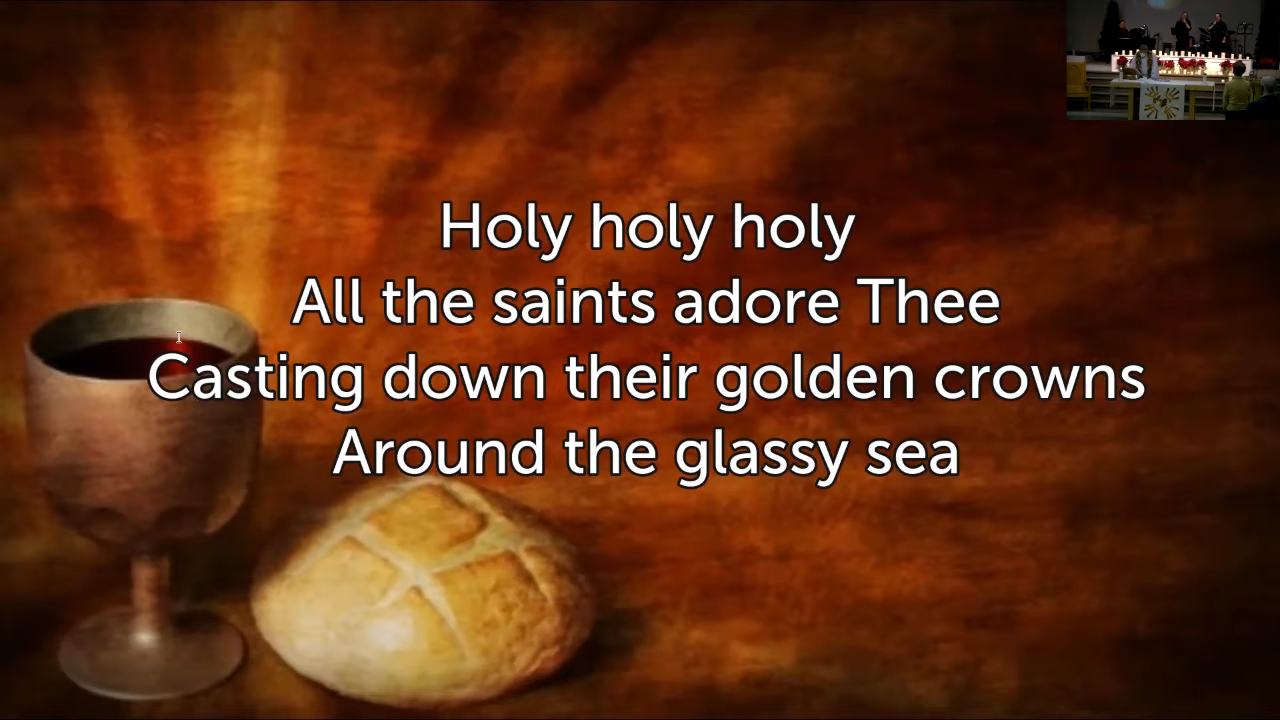 Holy holy holy
All the saints adore Thee
Casting down their golden crowns
Around the glassy sea